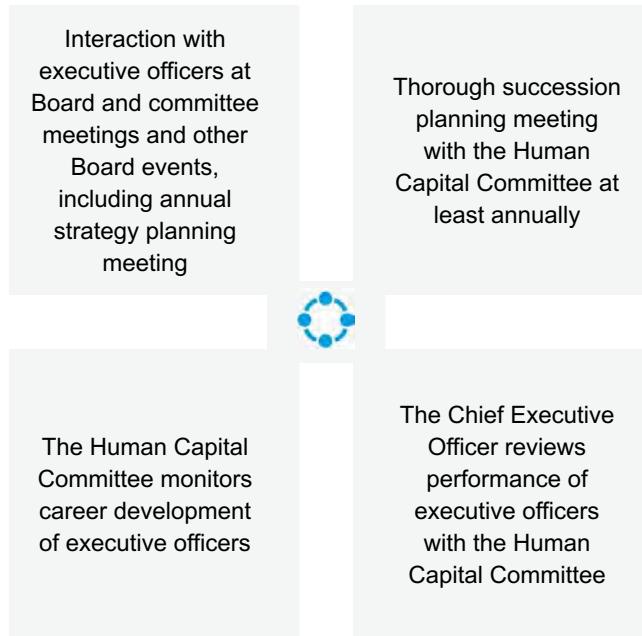 Interaction with
executive officers at
Board and committee
meetings and other
Board events,
including annual
strategy planning
meeting
Thorough succession
planning meeting
with the Human
Capital Committee at
least annually
The Human Capital
Committee monitors
career development
of executive officers
The Chief Executive
Officer reviews
performance of
executive officers
with the Human
Capital Committee